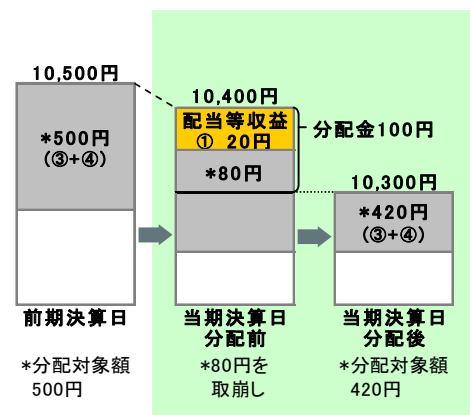 10,500円
*500円
(③+④)
前期決算日
*分配対象額
500円
10,400円
配当等収益
① 20円
*80円
分配金100円
当期決算日
分配前
*80円を
取崩し
10,300円
*420円
(③+④)
当期決算日
分配後
*分配対象額
420円